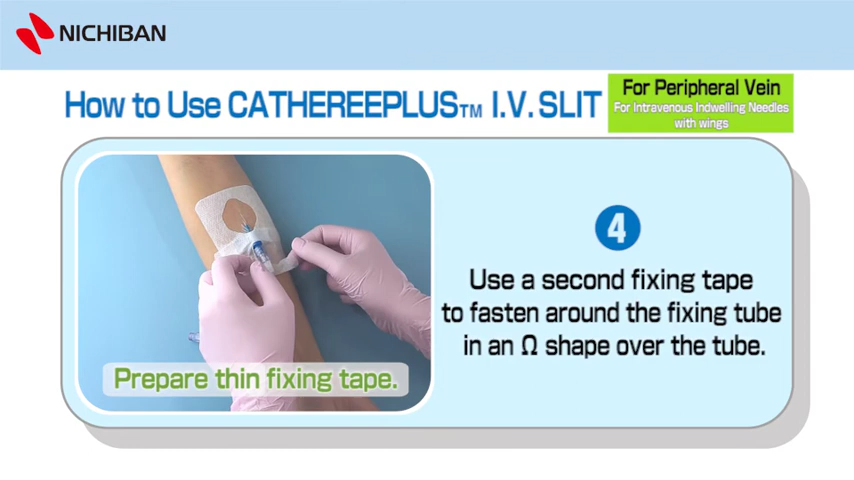 NICHIBAN
How to Use CATHEREEPLUS™ I.V. SLIT
For Peripheral Vein
For Intravenous Indwelling Needles
with wings
4
Use a second fixing tape
to fasten around the fixing tube
in an Ω shape over the tube.
Prepare thin fixing tape.